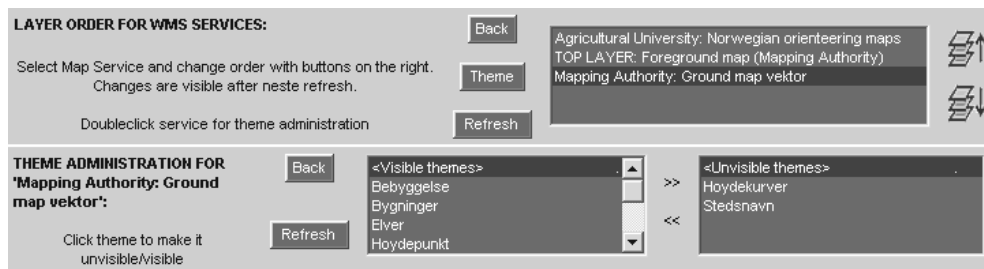 LAYER ORDER FOR WMS SERVICES:
Select Map Service and change order with buttons on the right.
Changes are visible after neste refresh.
Doubleclick service for theme administration
Back
Theme
Refresh
Agricultural University: Norwegian orienteering maps
TOP LAYER: Foreground map (Mapping Authority)
Mapping Authority: Ground map vektor
THEME ADMINISTRATION FOR
'Mapping Authority: Ground
map vektor':
Click theme to make it
unvisible/visible
Back
Refresh
<Visible themes> .
Bebyggelse
Bygninger
Elver
Hoydepunkt
>>
<<
<Unvisible themes> .
Hoydekurver
Stedsnavn